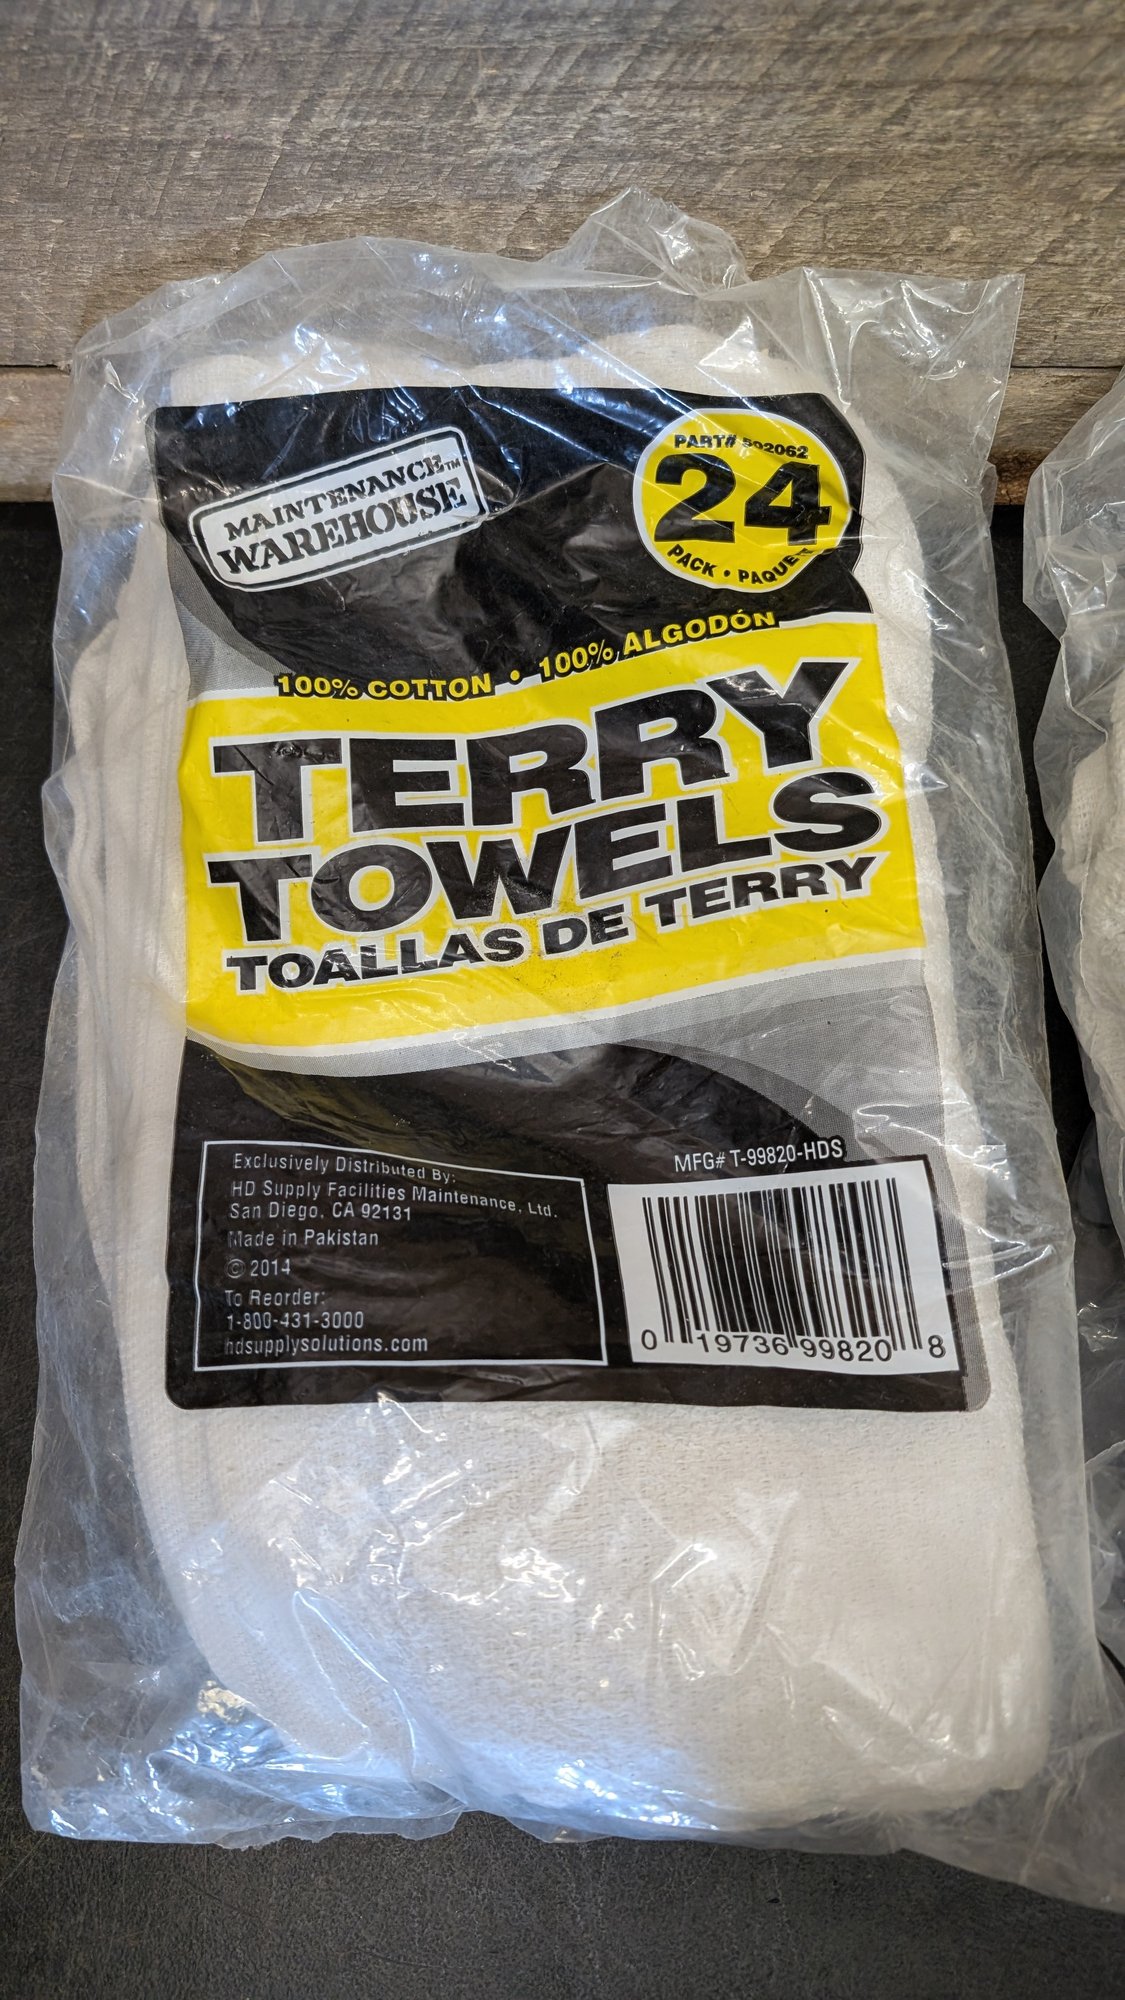 MAINTENANCE™
WAREHOUSE
PART# 502062
24
PACK • PAQUET
100% COTTON • 100% ALGODÓN
TERRY
TOWELS
TOALLAS DE TERRY
Exclusively Distributed By:
HD Supply Facilities Maintenance, Ltd.
San Diego, CA 92131
Made in Pakistan
© 2014
To Reorder:
1-800-431-3000
hdsupplysolutions.com
MFG# T-99820-HDS
0 19736 99820 8